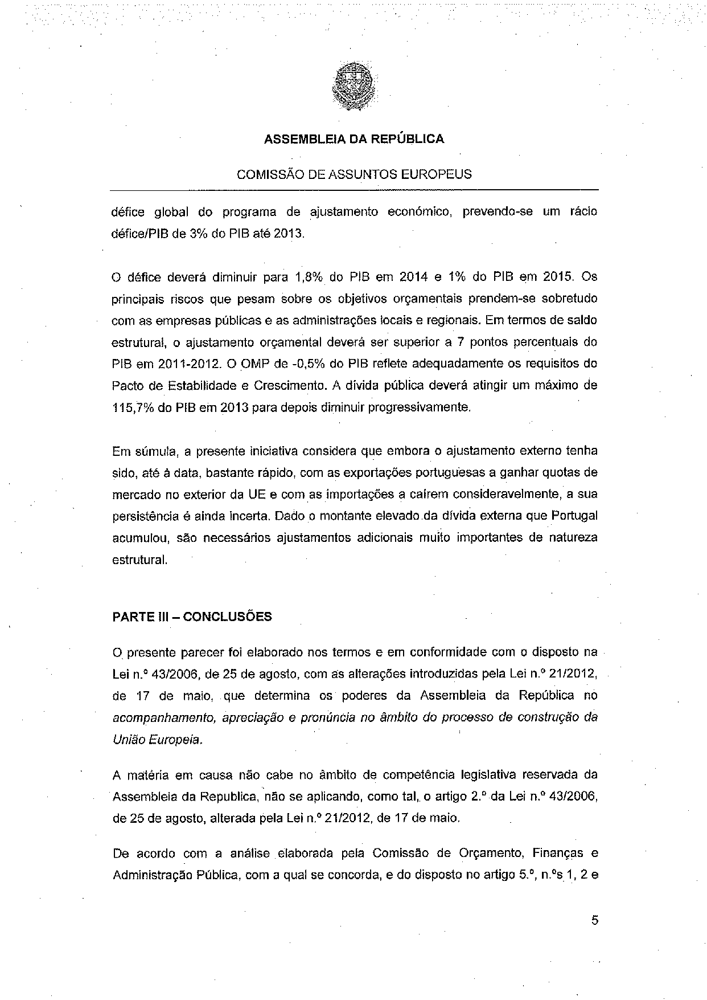 ASSEMBLEIA DA REPÚBLICA
COMISSÃO DE ASSUNTOS EUROPEUS
défice global do programa de ajustamento económico, prevendo-se um rácio
défice/PIB de 3% do PIB até 2013.
O défice deverá diminuir para 1,8% do PIB em 2014 e 1% do PIB em 2015. Os
principais riscos que pesam sobre os objetivos orçamentais prendem-se sobretudo
com as empresas públicas e as administrações locais e regionais. Em termos de saldo
estrutural, o ajustamento orçamental deverá ser superior a 7 pontos percentuais do
PIB em 2011-2012. O OMP de -0,5% do PIB reflete adequadamente os requisitos do
Pacto de Estabilidade e Crescimento. A dívida pública deverá atingir um máximo de
115,7% do PIB em 2013 para depois diminuir progressivamente.
Em súmula, a presente iniciativa considera que embora o ajustamento externo tenha
sido, até à data, bastante rápido, com as exportações portuguesas a ganhar quotas de
mercado no exterior da UE e com as importações a caírem consideravelmente, a sua
persistência é ainda incerta. Dado o montante elevado da dívida externa que Portugal
acumulou, são necessários ajustamentos adicionais muito importantes de natureza
estrutural.
PARTE III – CONCLUSÕES
O presente parecer foi elaborado nos termos e em conformidade com o disposto na
Lei n.º 43/2006, de 25 de agosto, com as alterações introduzidas pela Lei n.º 21/2012,
de 17 de maio, que determina os poderes da Assembleia da República no
acompanhamento, apreciação e pronúncia no âmbito do processo de construção da
União Europeia.
A matéria em causa não cabe no âmbito de competência legislativa reservada da
Assembleia da Republica, não se aplicando, como tal, o artigo 2.º da Lei n.º 43/2006,
de 25 de agosto, alterada pela Lei n.º 21/2012, de 17 de maio.
De acordo com a análise elaborada pela Comissão de Orçamento, Finanças e
Administração Pública, com a qual se concorda, e do disposto no artigo 5.º, n.ºs 1, 2 e
5